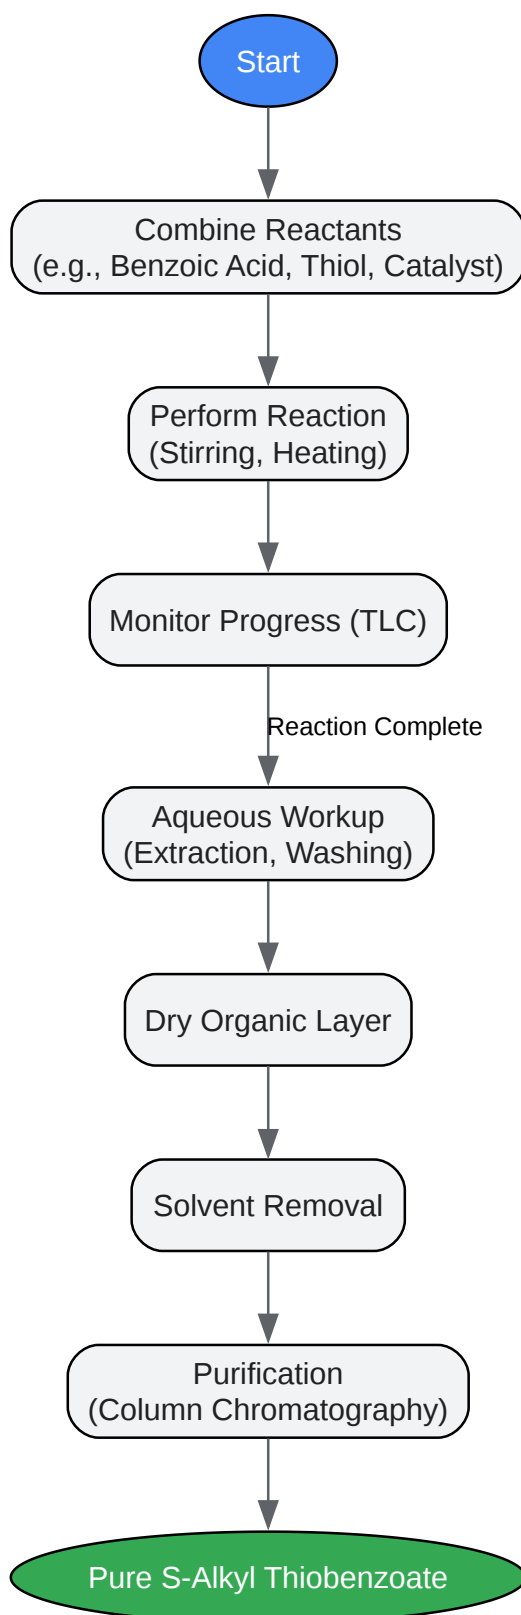 Start
Combine Reactants
(e.g., Benzoic Acid, Thiol, Catalyst)
Perform Reaction
(Stirring, Heating)
Monitor Progress (TLC)
Reaction Complete
Aqueous Workup
(Extraction, Washing)
Dry Organic Layer
Solvent Removal
Purification
(Column Chromatography)
Pure S-Alkyl Thiobenzoate